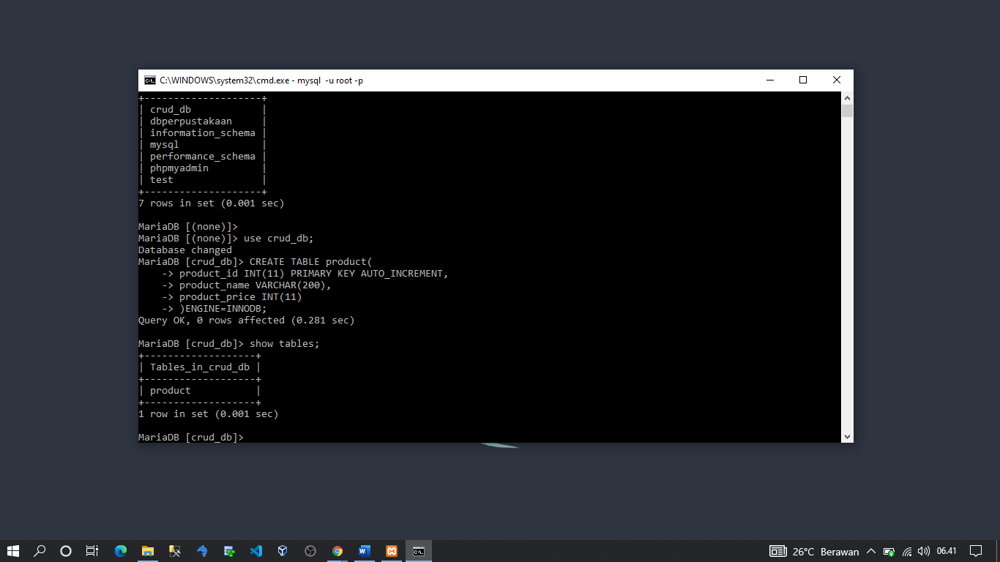 C:\WINDOWS\system32\cmd.exe - mysql  -u root -p
+--------------------+
| crud_db            |
| dbperpustakaan     |
| information_schema |
| mysql              |
| performance_schema |
| phpmyadmin         |
| test               |
+--------------------+
7 rows in set (0.001 sec)
MariaDB [(none)]>
MariaDB [(none)]> use crud_db;
Database changed
MariaDB [crud_db]> CREATE TABLE product(
    -> product_id INT(11) PRIMARY KEY AUTO_INCREMENT,
    -> product_name VARCHAR(200),
    -> product_price INT(11)
    -> )ENGINE=INNODB;
Query OK, 0 rows affected (0.281 sec)
MariaDB [crud_db]> show tables;
+-------------------+
| Tables_in_crud_db |
+-------------------+
| product           |
+-------------------+
1 row in set (0.001 sec)
MariaDB [crud_db]>
26°C Berawan 06.41